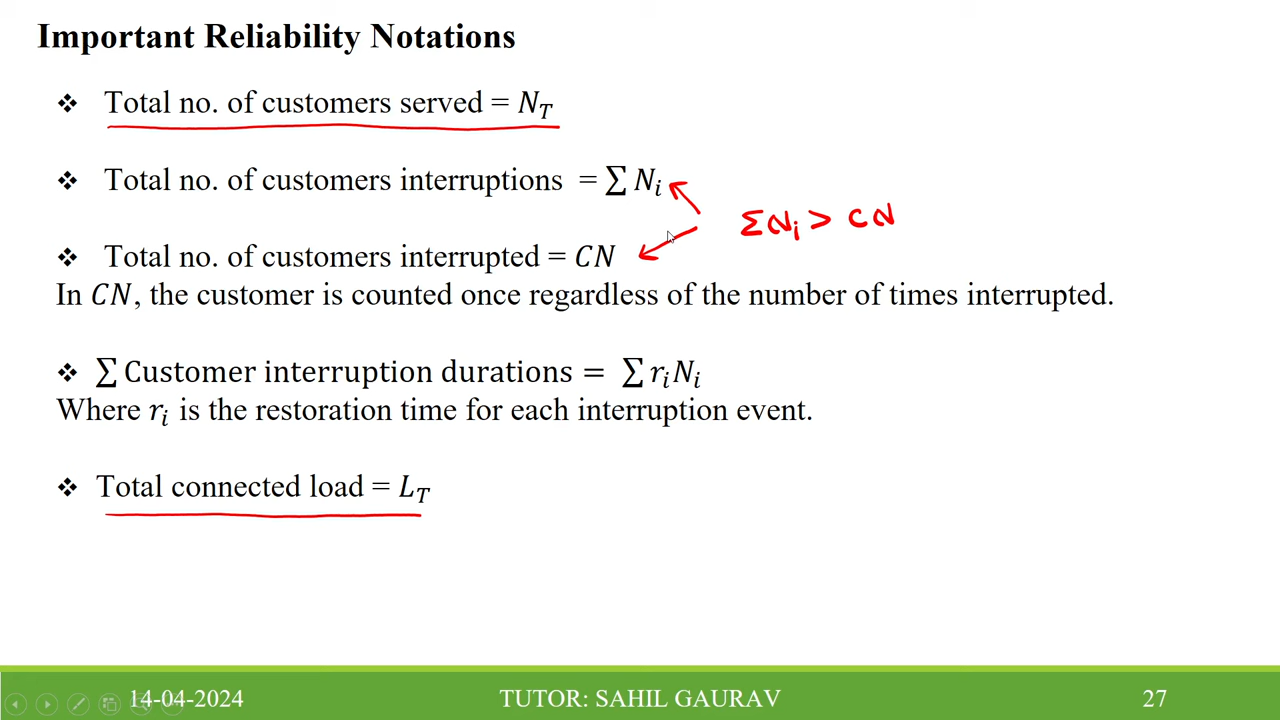 Important Reliability Notations
❖ Total no. of customers served = N_T
❖ Total no. of customers interruptions = ∑ N_i
ΣN_i > CN
❖ Total no. of customers interrupted = CN
In CN, the customer is counted once regardless of the number of times interrupted.
❖ ∑ Customer interruption durations = ∑ r_i N_i
Where r_i is the restoration time for each interruption event.
❖ Total connected load = L_T
14-04-2024 TUTOR: SAHIL GAURAV 27